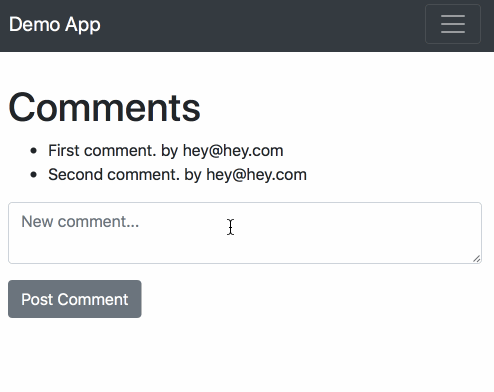 Demo App
Comments
First comment. by hey@hey.com
Second comment. by hey@hey.com
New comment...
Post Comment